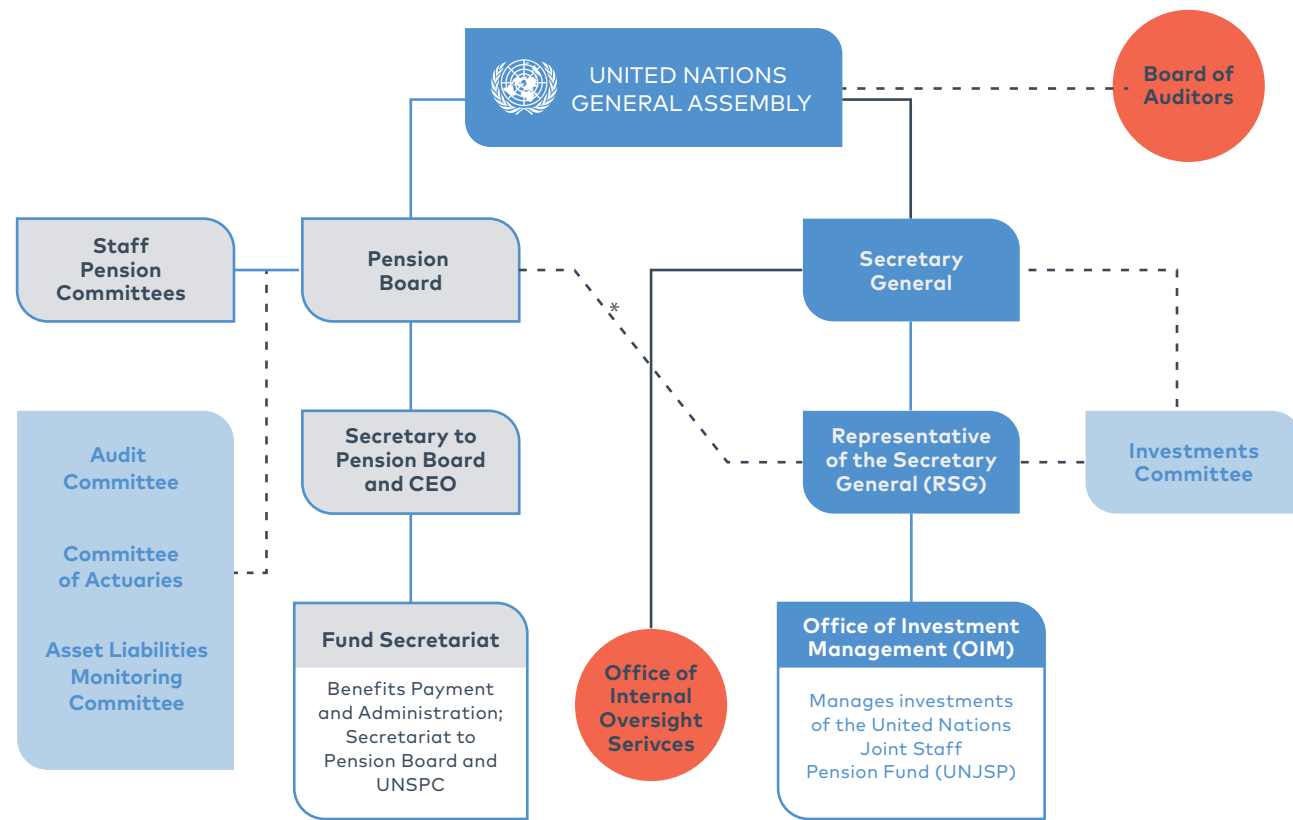 UNITED NATIONS
GENERAL ASSEMBLY
Board of
Auditors
Staff
Pension
Committees
Pension
Board
Secretary
General
*
Audit
Committee
Committee
of Actuaries
Asset Liabilities
Monitoring
Committee
Secretary to
Pension Board
and CEO
Representative
of the Secretary
General (RSG)
Investments
Committee
Fund Secretariat
Benefits Payment
and Administration;
Secretariat to
Pension Board and
UNSPC
Office of
Internal
Oversight
Serivces
Office of Investment
Management (OIM)
Manages investments
of the United Nations
Joint Staff
Pension Fund (UNJSP)